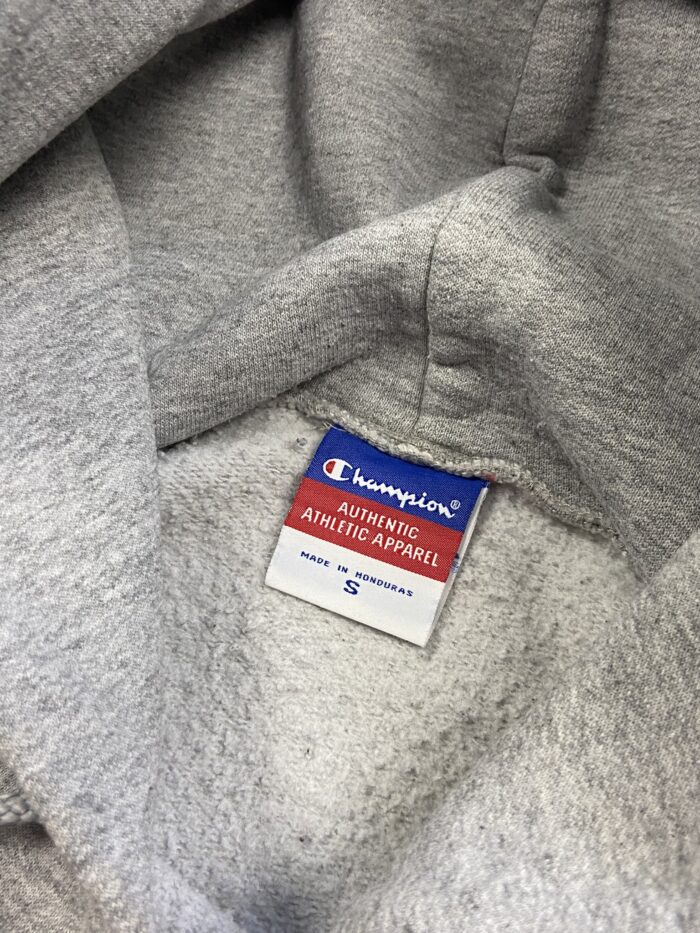 Champion®
AUTHENTIC
ATHLETIC APPAREL
MADE IN HONDURAS
S